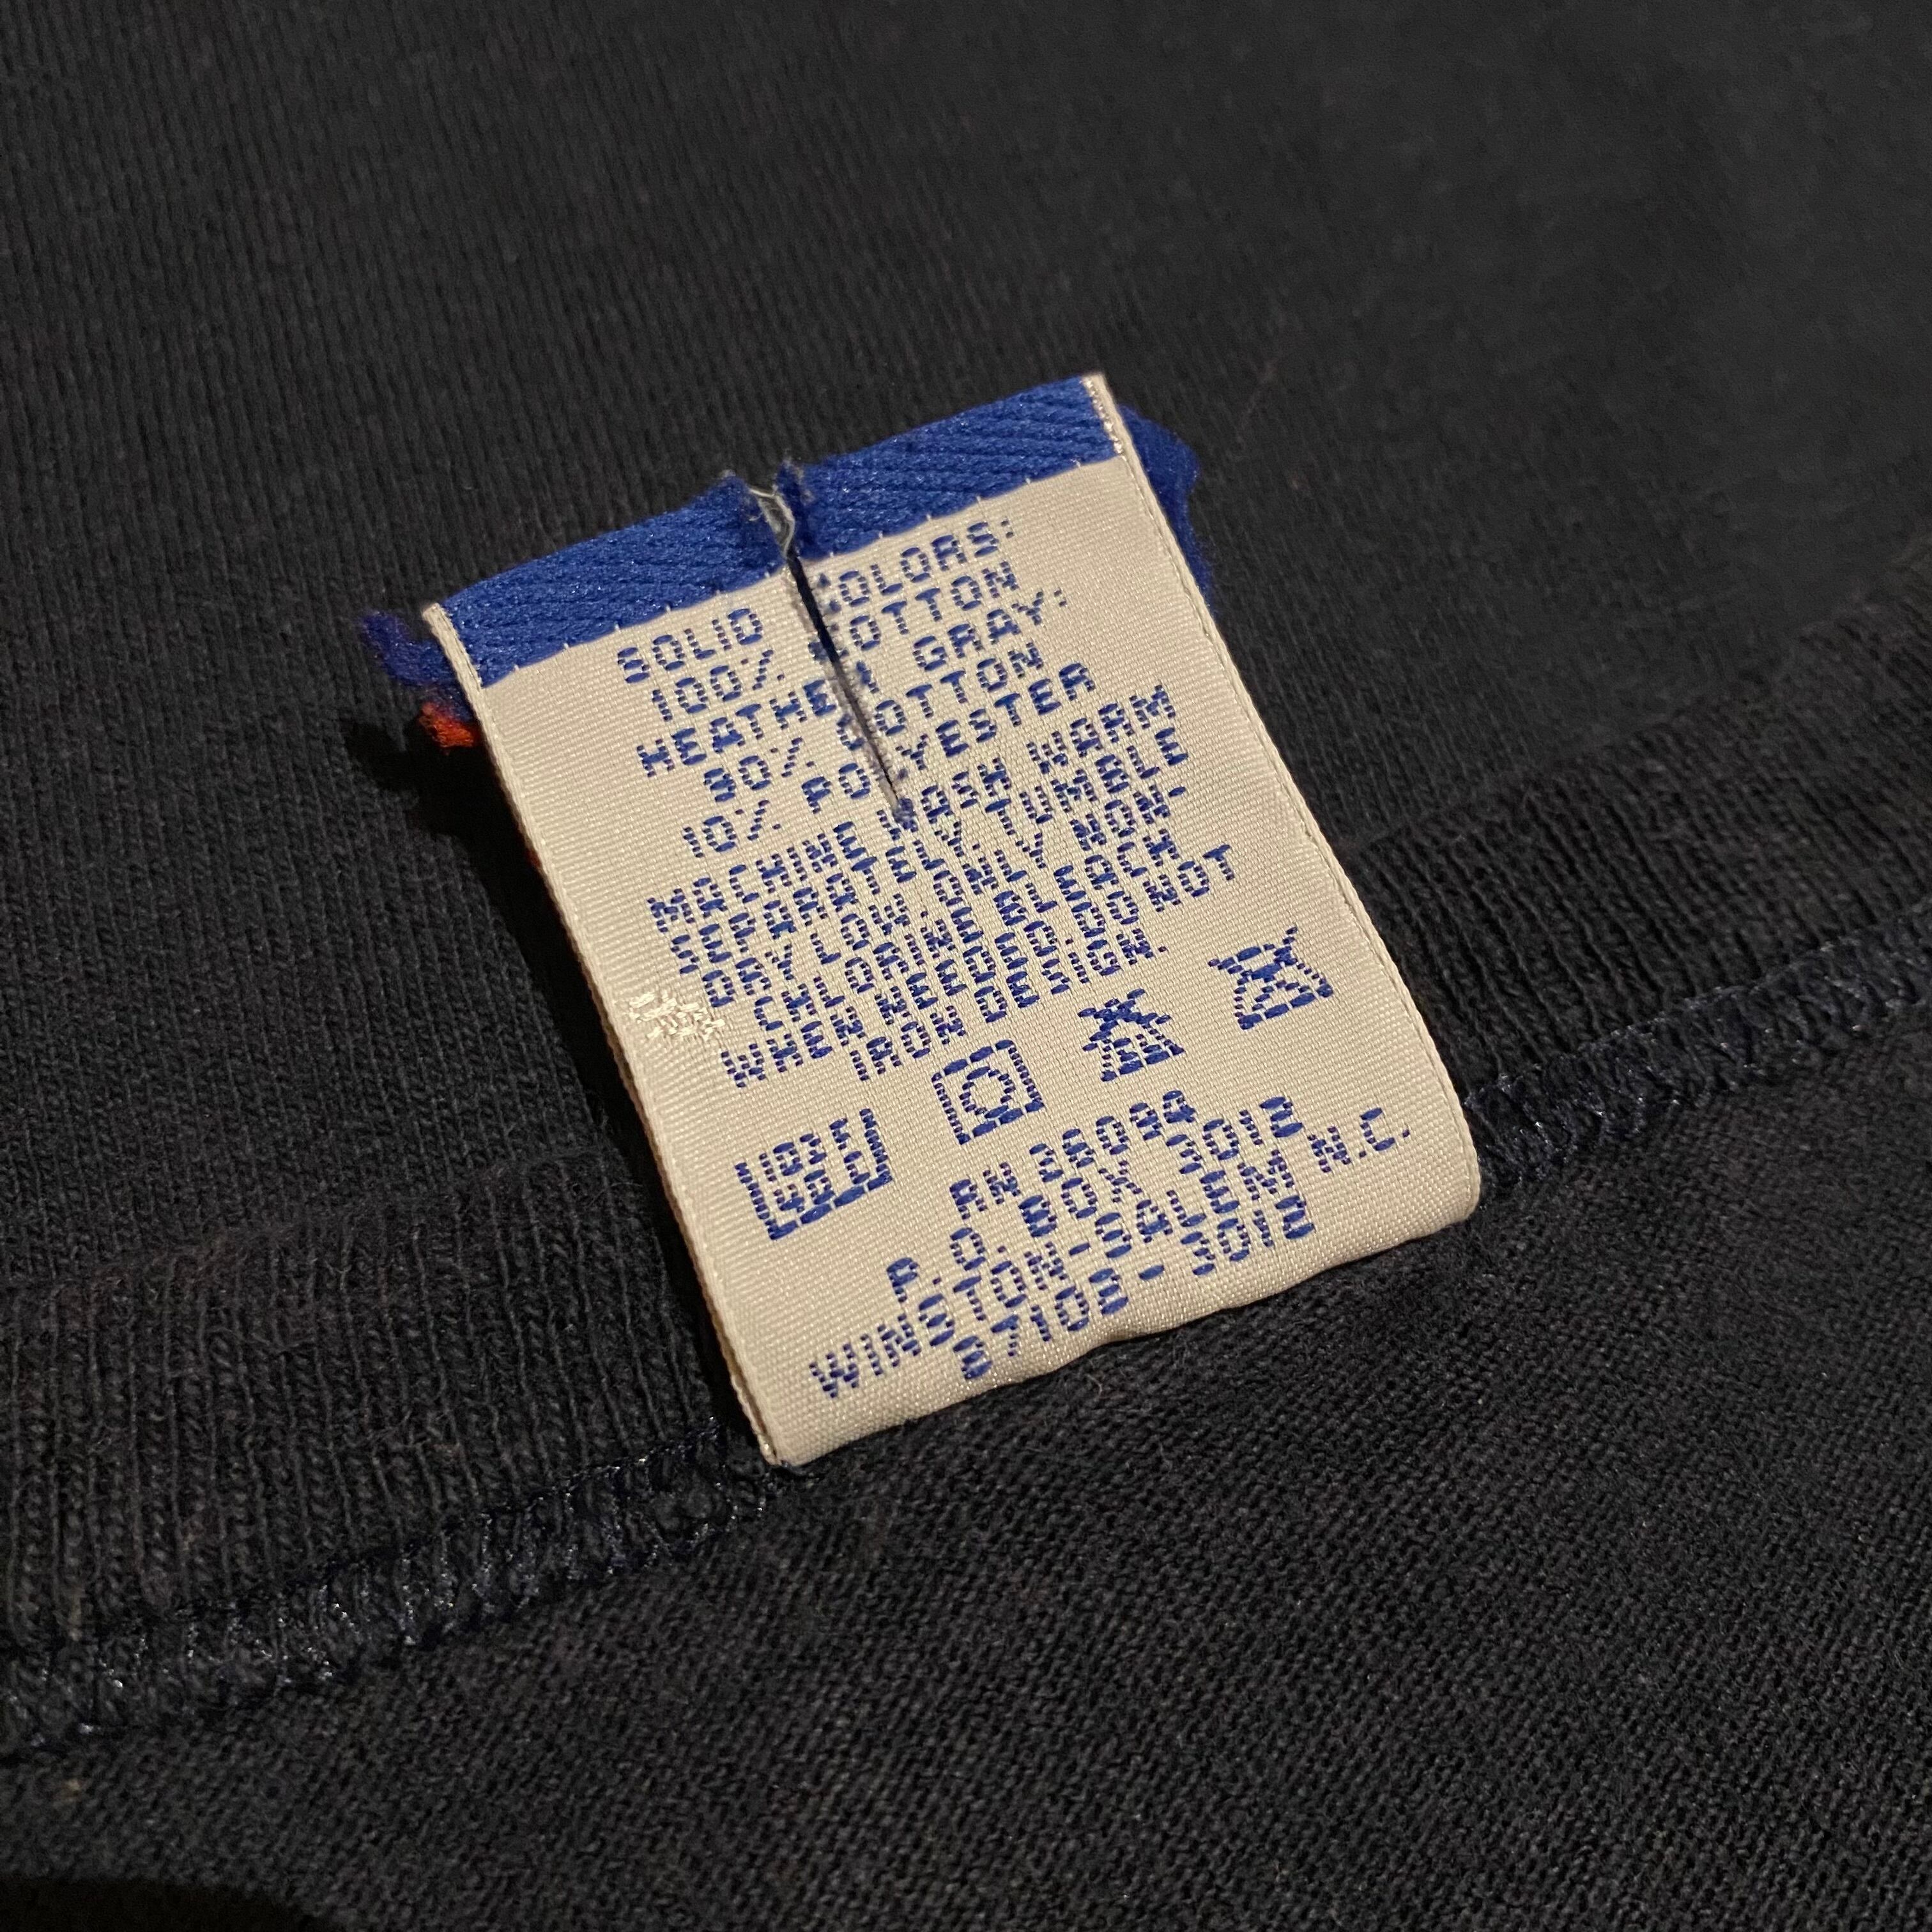 SOLID COLORS:
100% COTTON
HEATHER GRAY:
90% COTTON
10% POLYESTER
MACHINE WASH WARM
SEPARATELY. TUMBLE
DRY LOW. ONLY NON-
CHLORINE BLEACH
WHEN NEEDED. DO NOT
IRON DESIGN.
RN 26094
P.O. BOX 3012
WINSTON-SALEM N.C.
27102-3012